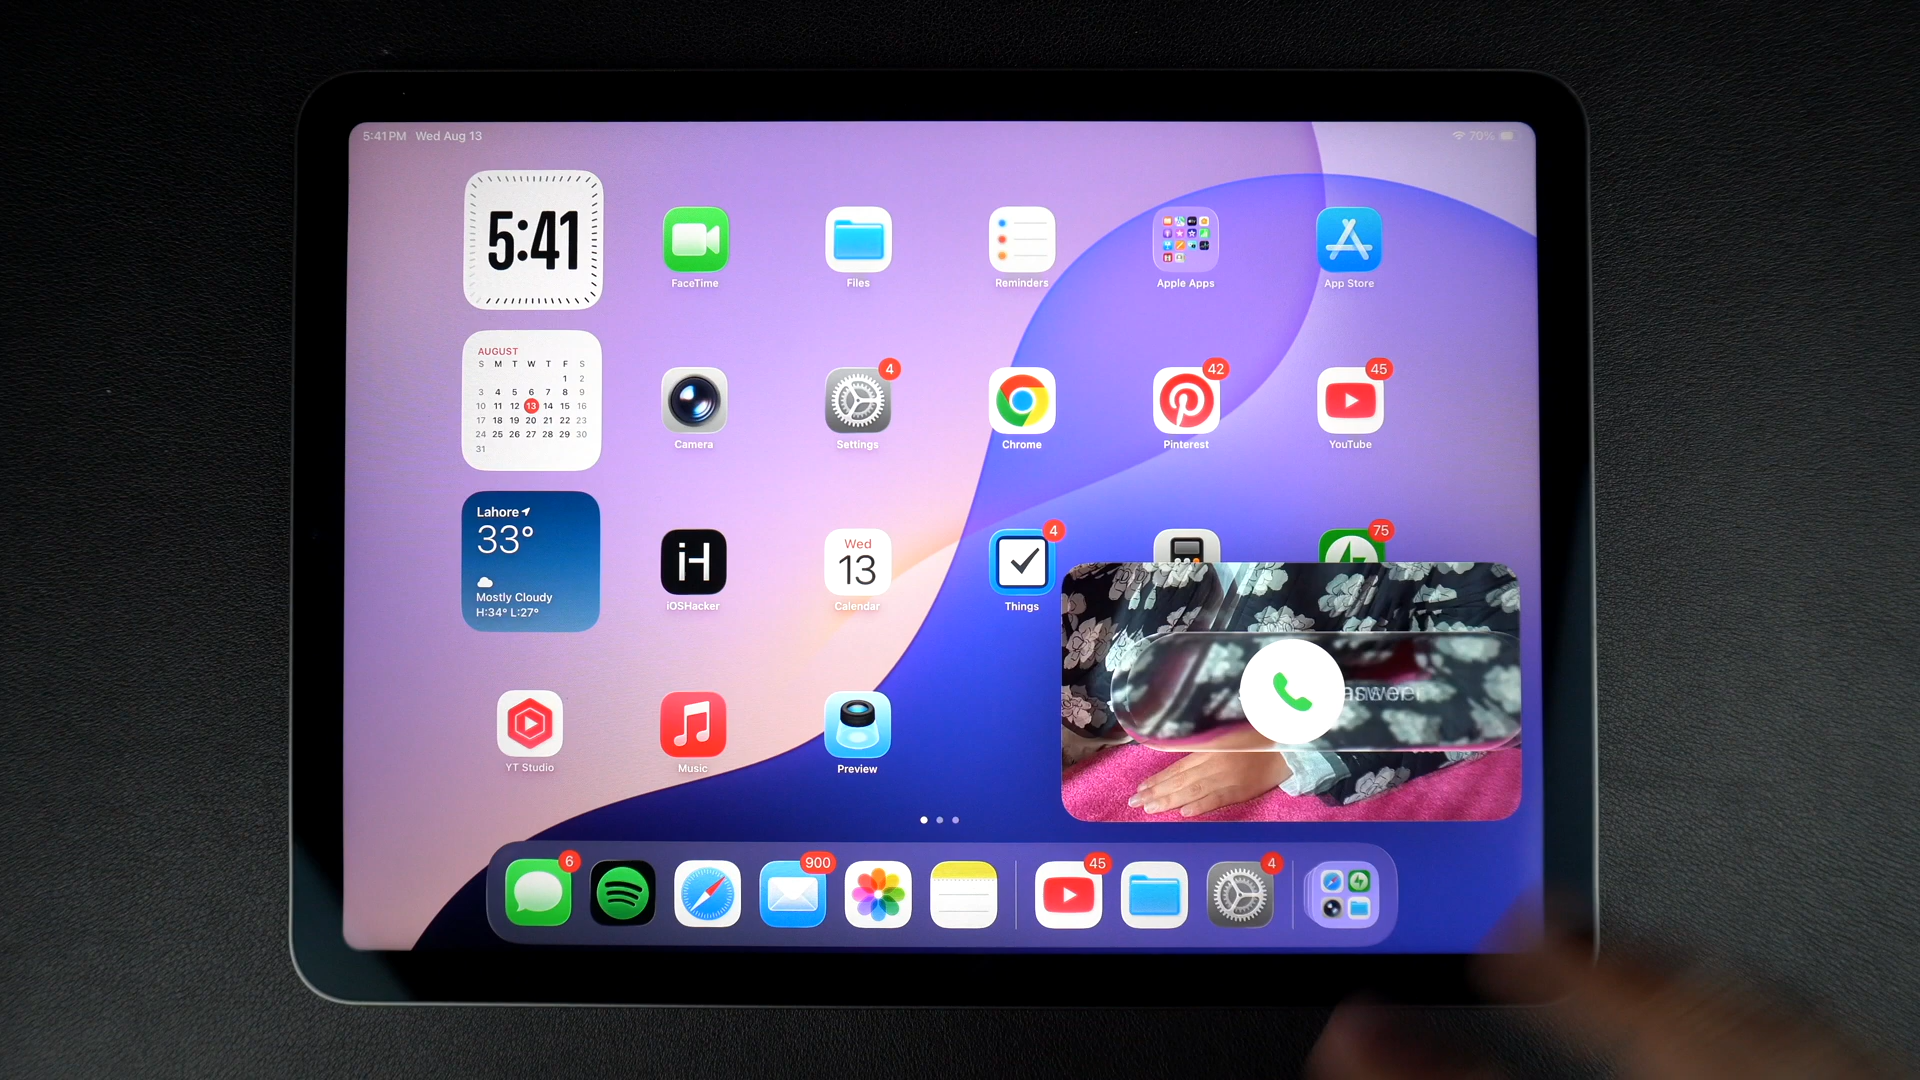 5:41 PM Wed Aug 13
70%
5:41
FaceTime
Files
Reminders
Apple Apps
App Store
AUGUST
S M T W T F S
1 2
3 4 5 6 7 8 9
10 11 12 13 14 15 16
17 18 19 20 21 22 23
24 25 26 27 28 29 30
31
Camera
4
Settings
Chrome
42
Pinterest
45
YouTube
Lahore
33°
Mostly Cloudy
H:34° L:27°
iH
iOSHacker
Wed
13
Calendar
4
Things
75
answer
YT Studio
Music
Preview
6
900
45
4